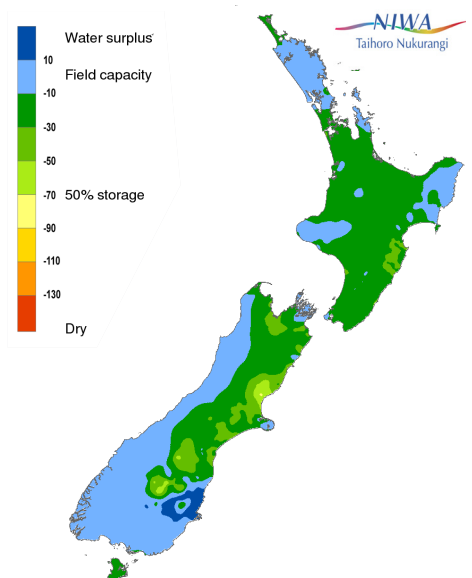 NIWA
Taihoro Nukurangi
Water surplus
10
Field capacity
-10
-30
-50
50% storage
-70
-90
-110
-130
Dry